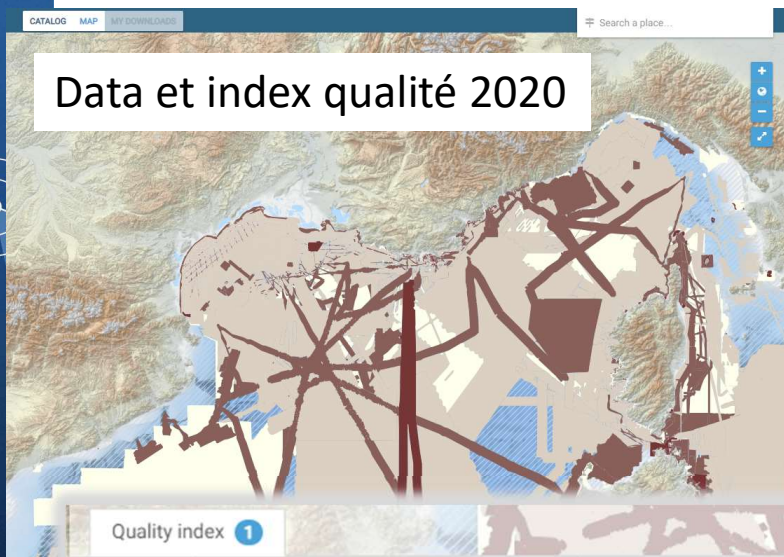 CATALOG MAP MY DOWNLOADS
Search a place...
Data et index qualité 2020
Quality index 1